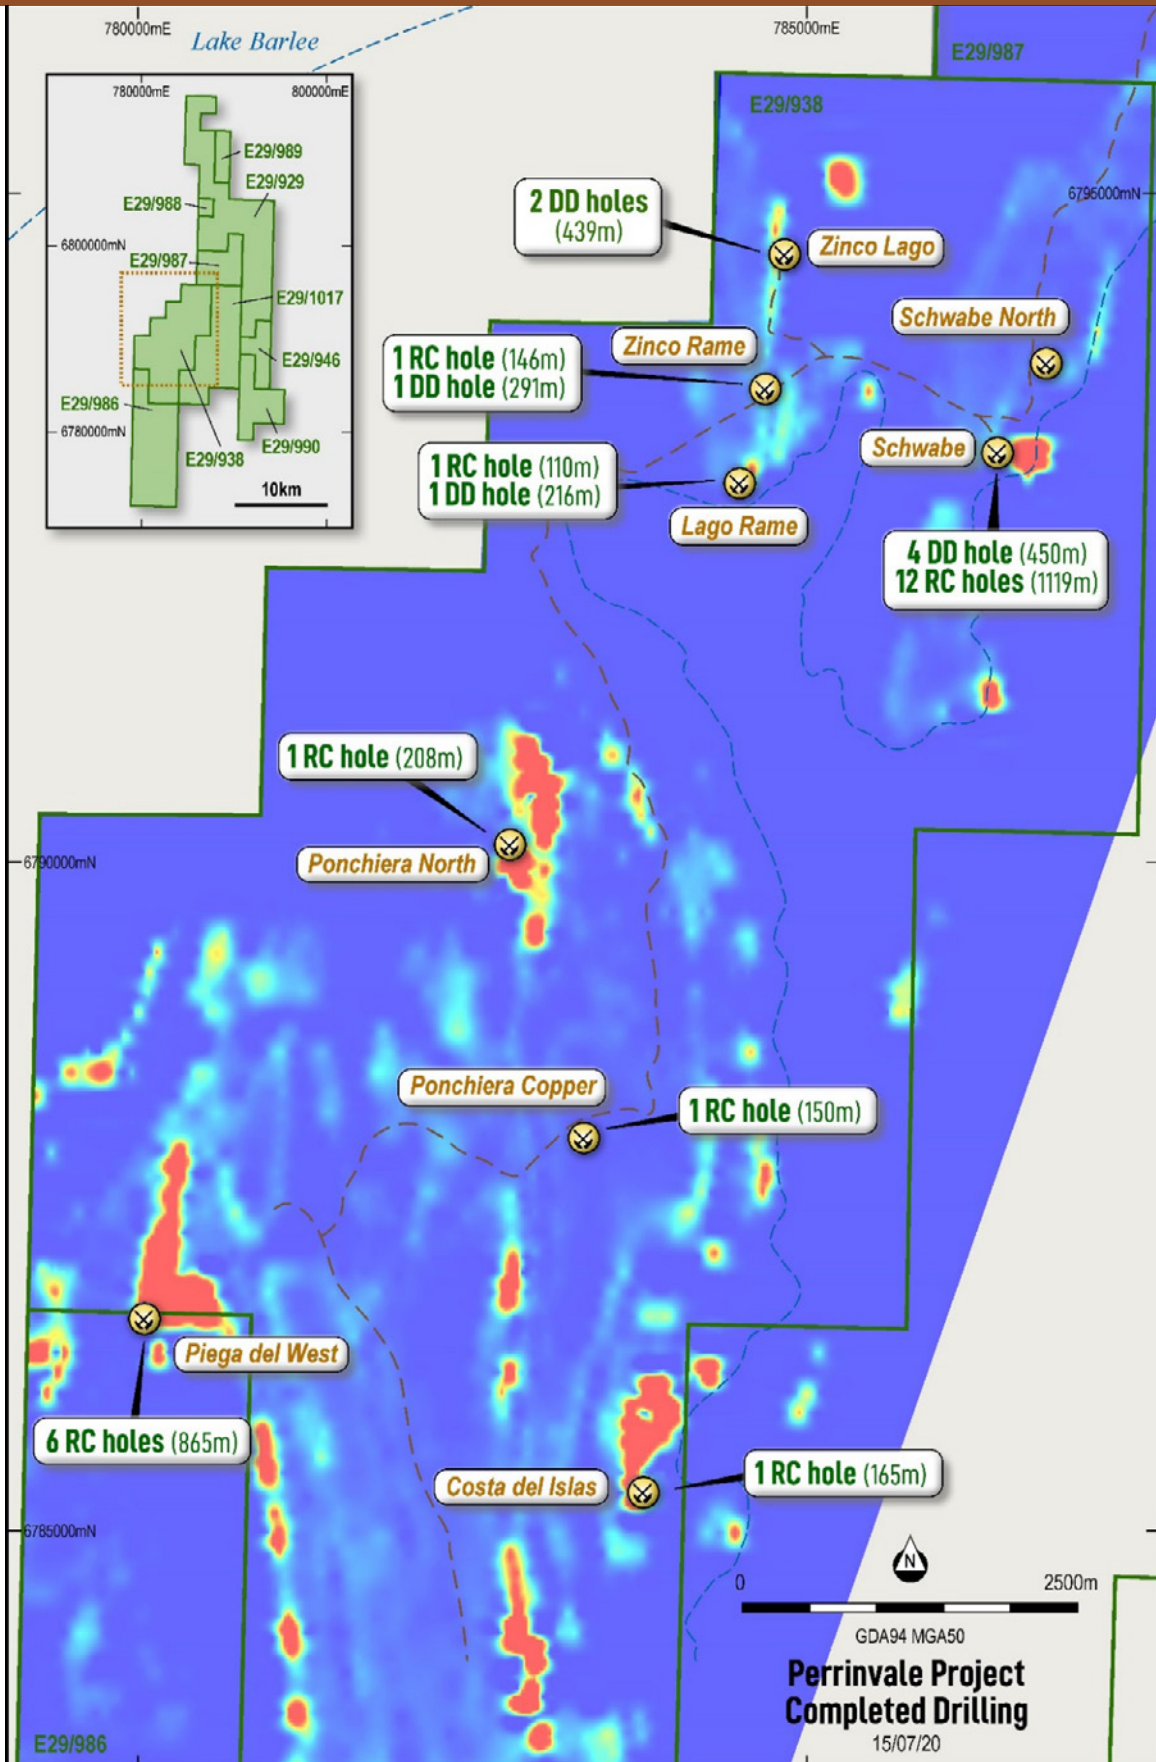 780000mE
785000mE
Lake Barlee
E29/987
E29/938
780000mE
800000mE
E29/989
E29/929
E29/988
6800000mN
E29/987
E29/1017
E29/946
E29/986
6780000mN
E29/990
E29/938
10km
6795000mN
2 DD holes
(439m)
Zinco Lago
Schwabe North
Zinco Rame
1 RC hole (146m)
1 DD hole (291m)
Schwabe
1 RC hole (110m)
1 DD hole (216m)
Lago Rame
4 DD hole (450m)
12 RC holes (1119m)
1 RC hole (208m)
Ponchiera North
6790000mN
Ponchiera Copper
1 RC hole (150m)
Piega del West
6 RC holes (865m)
Costa del Islas
1 RC hole (165m)
6785000mN
N
0
2500m
GDA94 MGA50
Perrinvale Project
Completed Drilling
15/07/20
E29/986